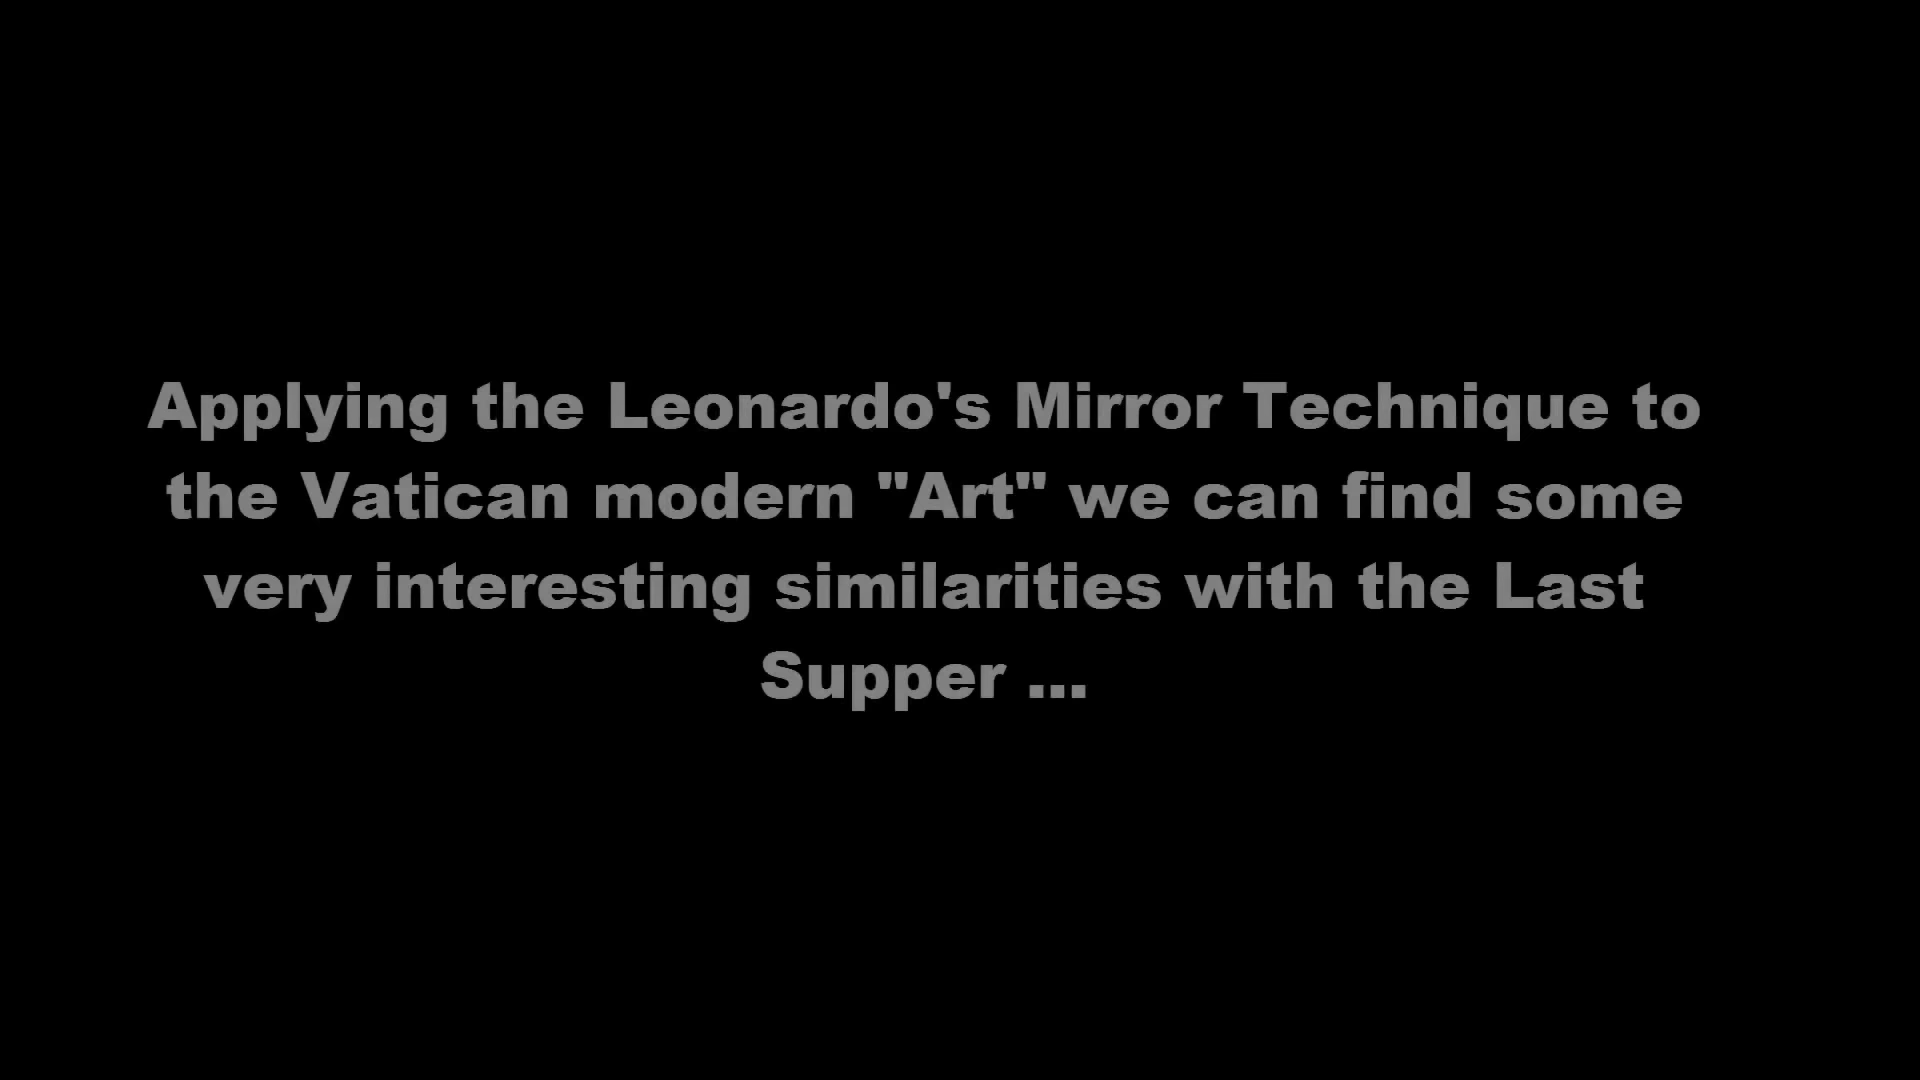 Applying the Leonardo's Mirror Technique to
the Vatican modern "Art" we can find some
very interesting similarities with the Last
Supper ...